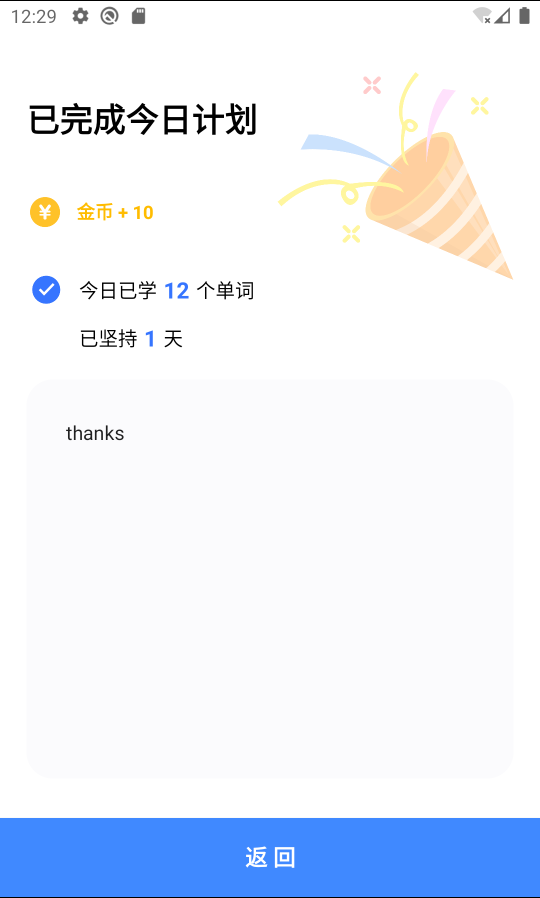 12:29
已完成今日计划
¥ 金币 + 10
今日已学 12 个单词
已坚持 1 天
thanks
返回